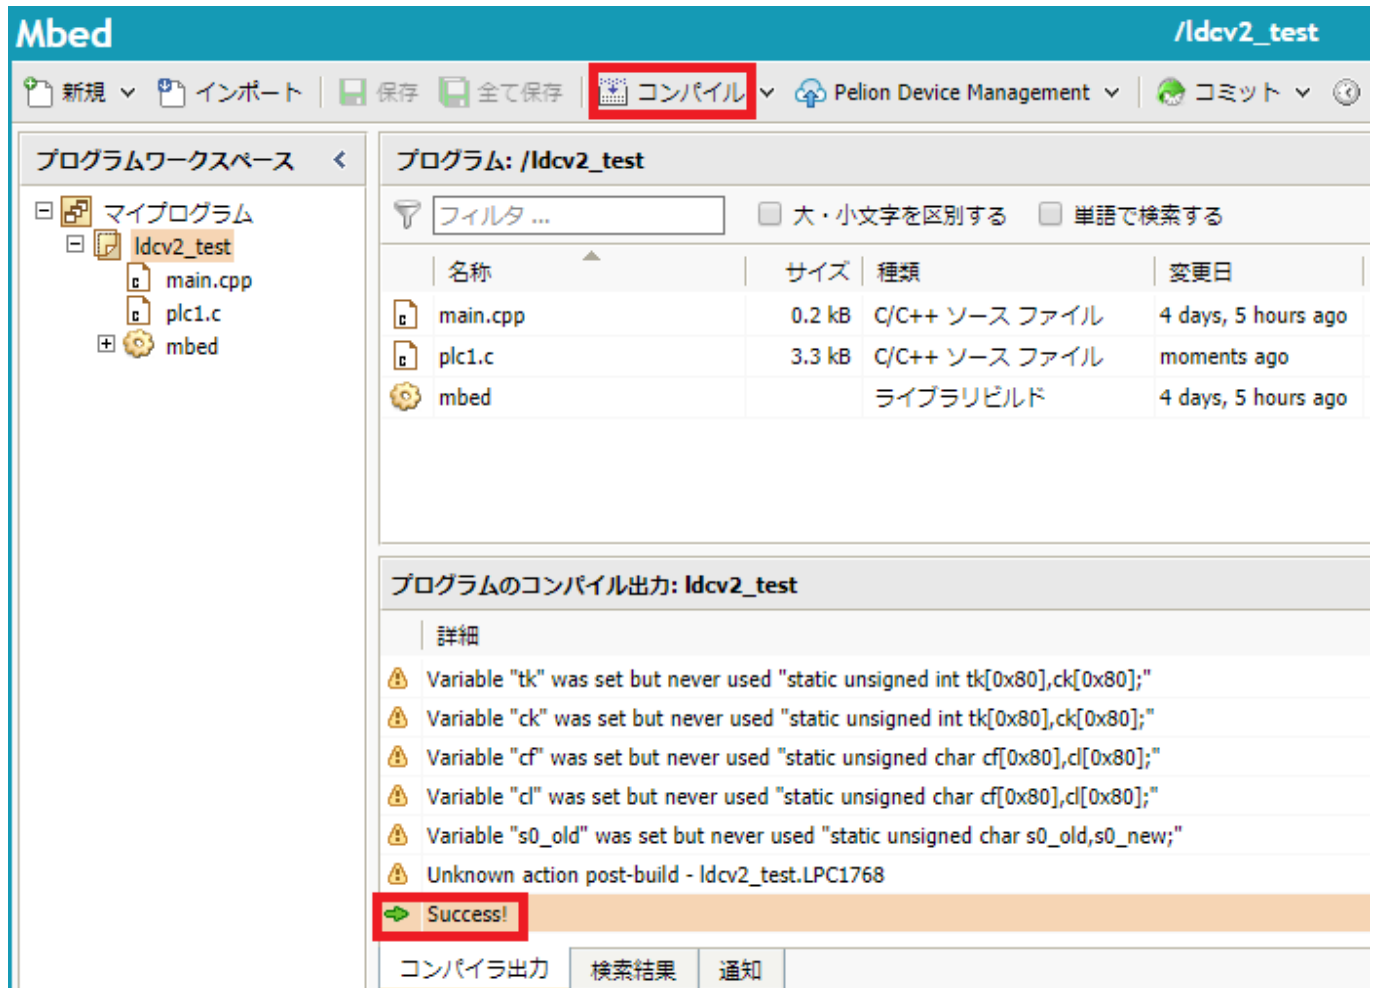 Mbed /ldcv2_test
新規 インポート 保存 全て保存 コンパイル Pelion Device Management コミット
プログラムワークスペース
プログラム: /ldcv2_test
マイプログラム
ldcv2_test
main.cpp
plc1.c
mbed
フィルタ ... 大・小文字を区別する 単語で検索する
名称 サイズ 種類 変更日
main.cpp 0.2 kB C/C++ ソース ファイル 4 days, 5 hours ago
plc1.c 3.3 kB C/C++ ソース ファイル moments ago
mbed ライブラリビルド 4 days, 5 hours ago
プログラムのコンパイル出力: ldcv2_test
詳細
Variable "tk" was set but never used "static unsigned int tk[0x80],ck[0x80];"
Variable "ck" was set but never used "static unsigned int tk[0x80],ck[0x80];"
Variable "cf" was set but never used "static unsigned char cf[0x80],cl[0x80];"
Variable "cl" was set but never used "static unsigned char cf[0x80],cl[0x80];"
Variable "s0_old" was set but never used "static unsigned char s0_old,s0_new;"
Unknown action post-build - ldcv2_test.LPC1768
Success!
コンパイラ出力 検索結果 通知